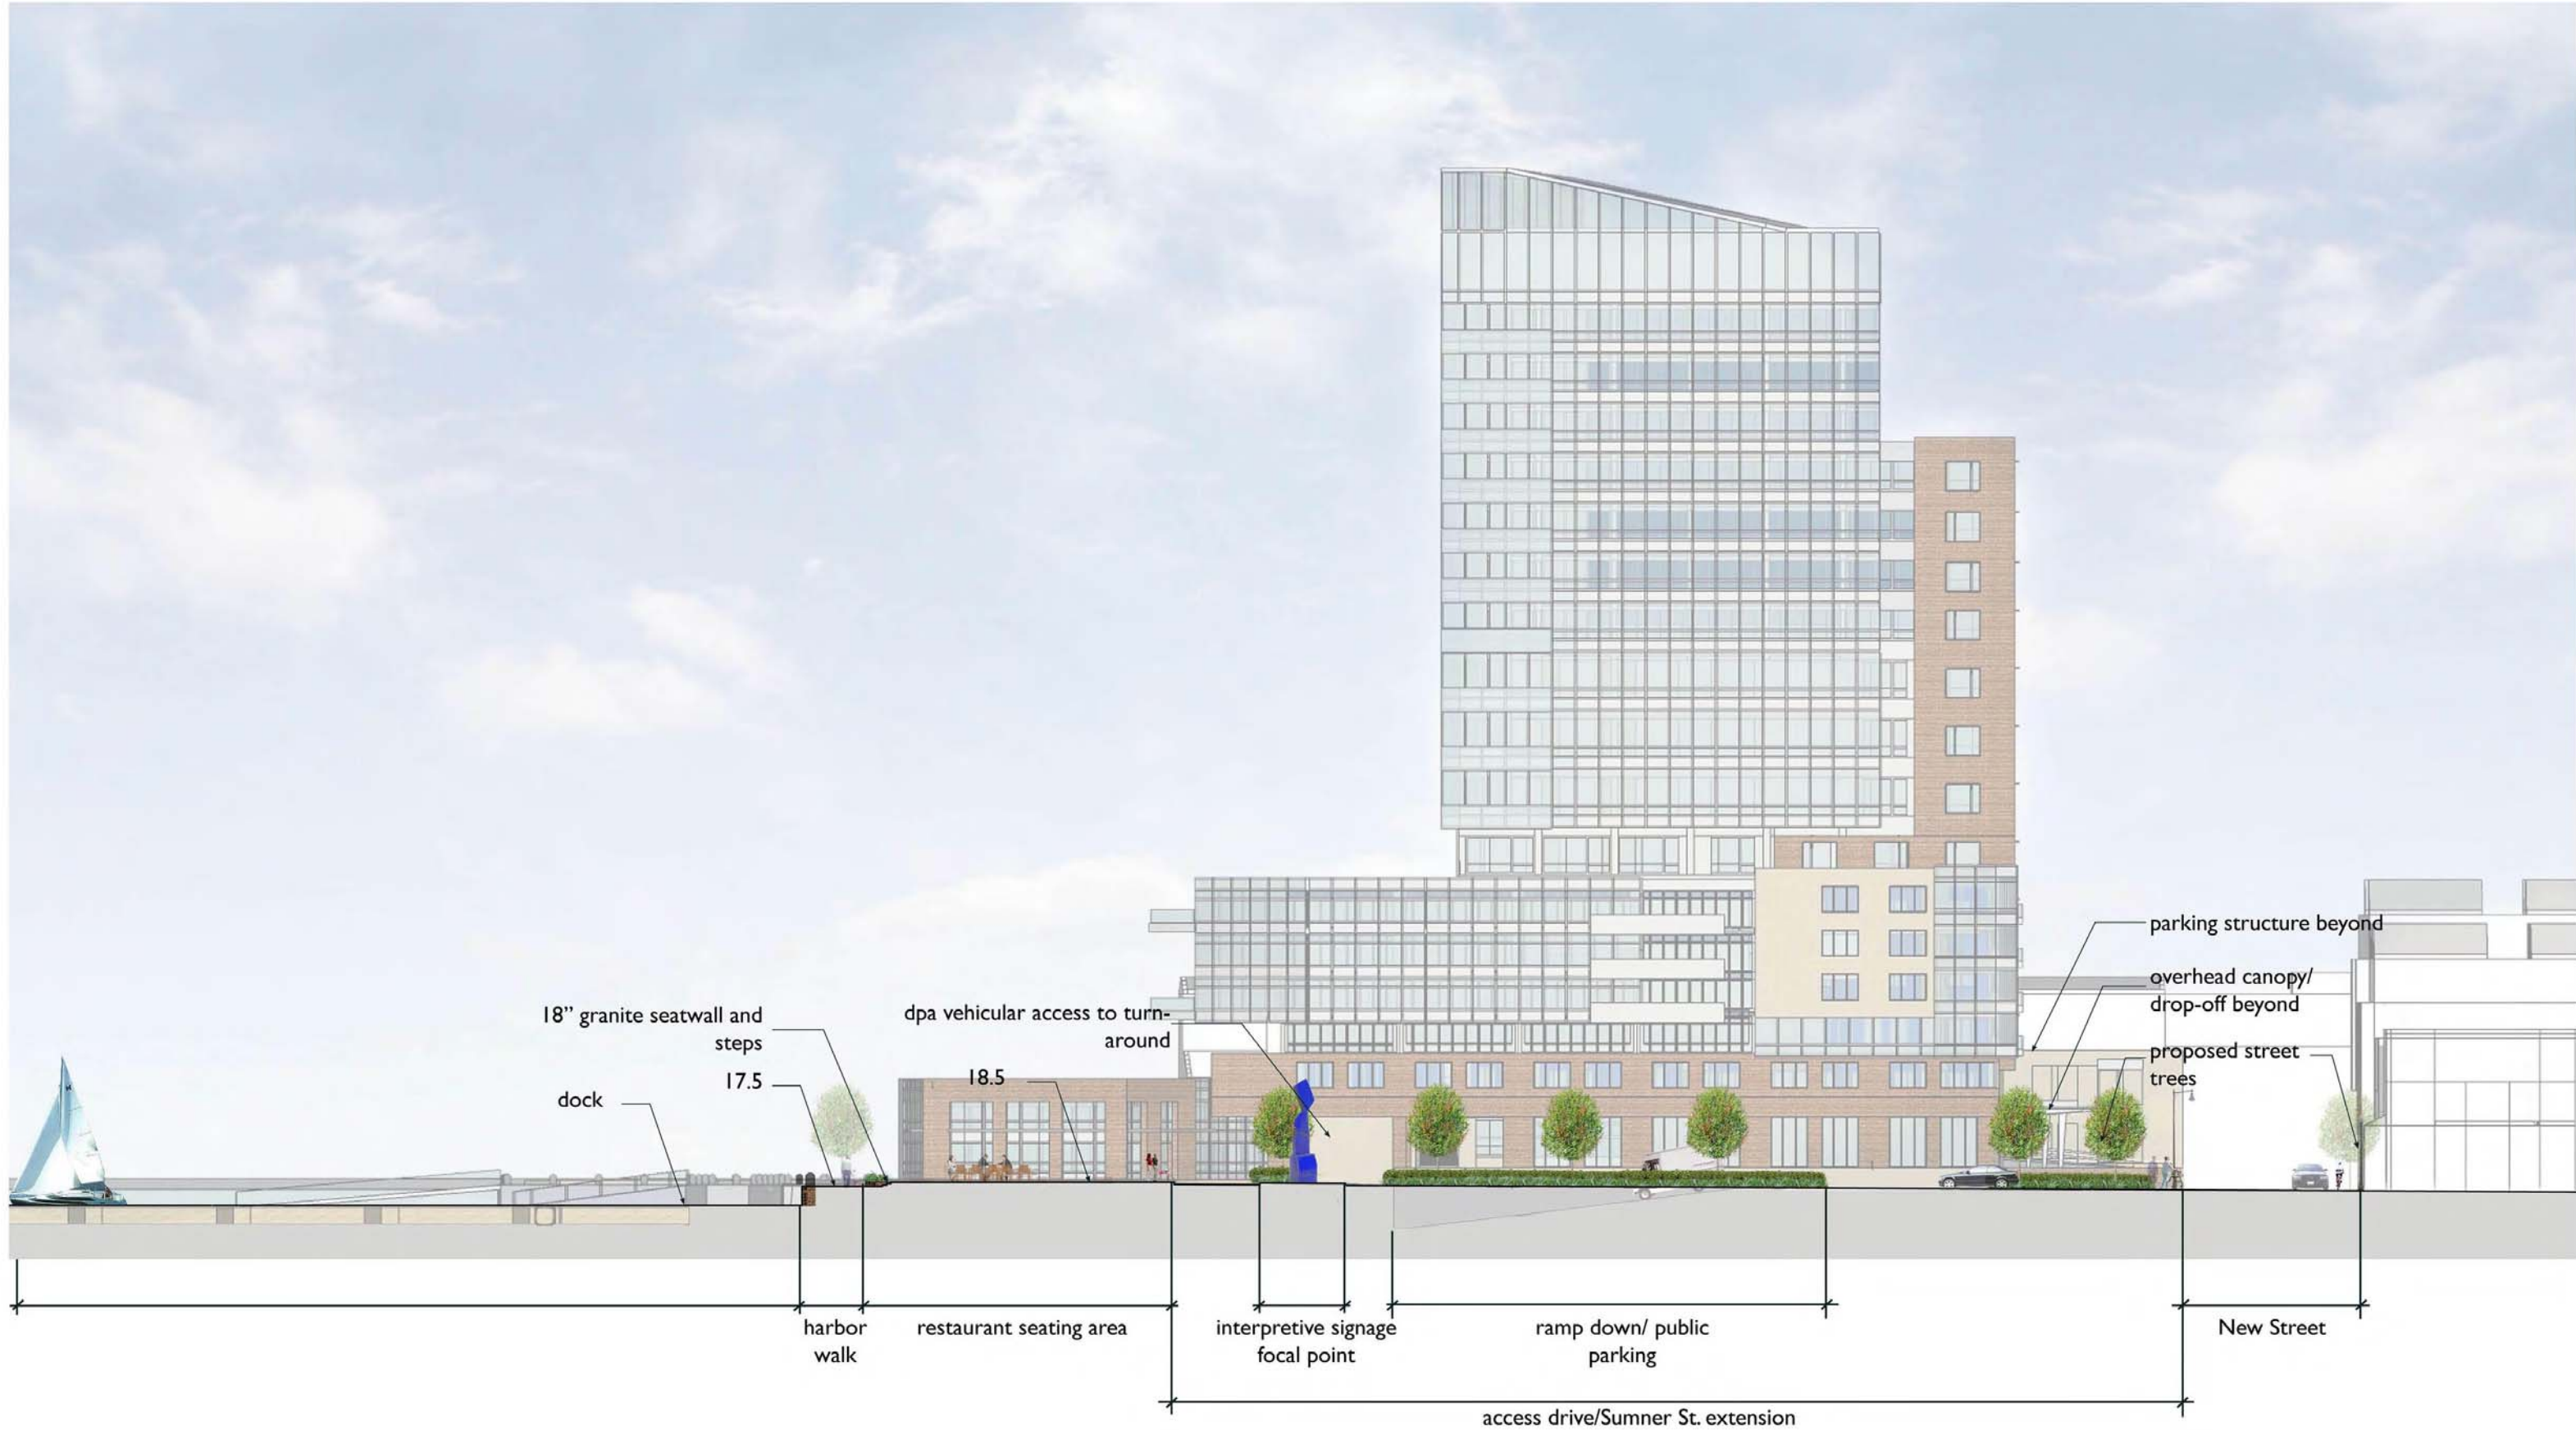 parking structure beyond
overhead canopy/
drop-off beyond
proposed street
trees
18” granite seatwall and
steps
17.5
dock
dpa vehicular access to turn-
around
18.5
harbor
walk
restaurant seating area
interpretive signage
focal point
ramp down/ public
parking
New Street
access drive/Sumner St. extension